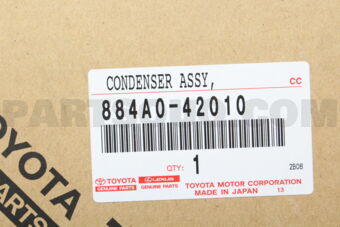 CONDENSER ASSY,
CC
884A0-42010
QTY:
1
2B08
TOYOTA
GENUINE PARTS
LEXUS
GENUINE PARTS
TOYOTA MOTOR CORPORATION
MADE IN JAPAN 13
TOYOTA
PARTS